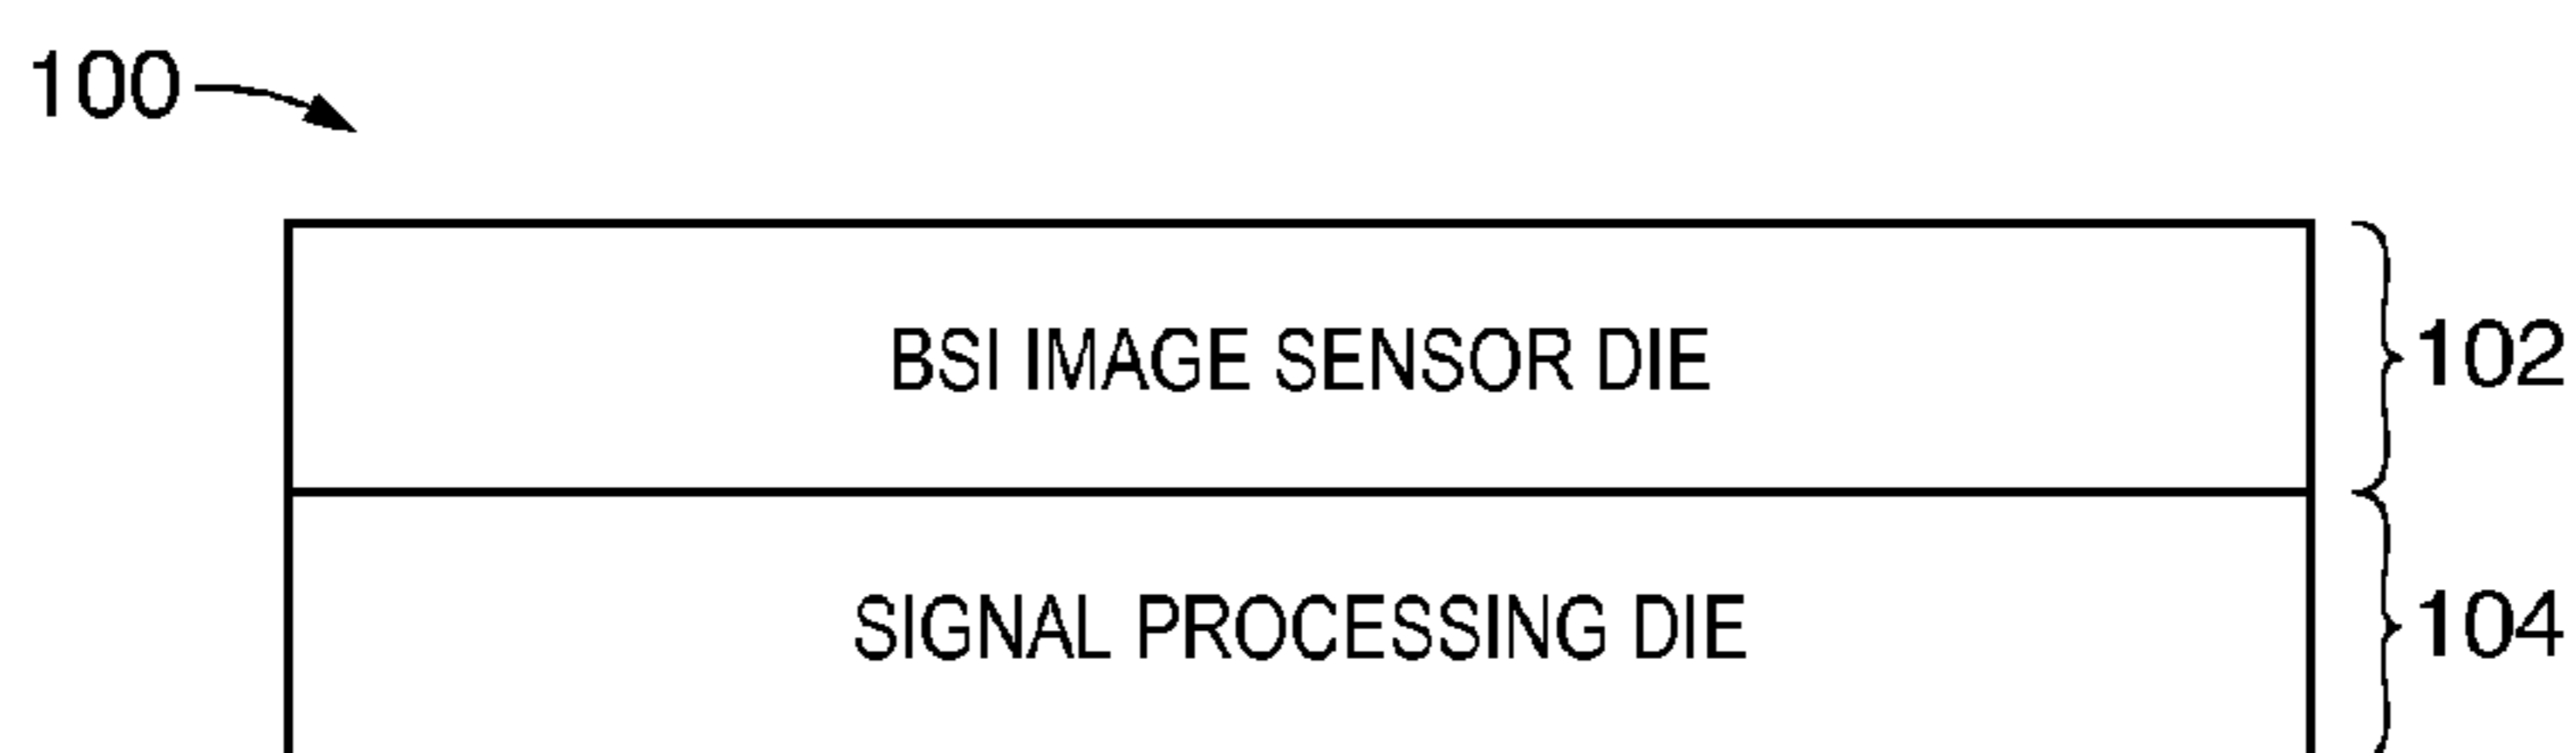 100
BSI IMAGE SENSOR DIE
102
SIGNAL PROCESSING DIE
104